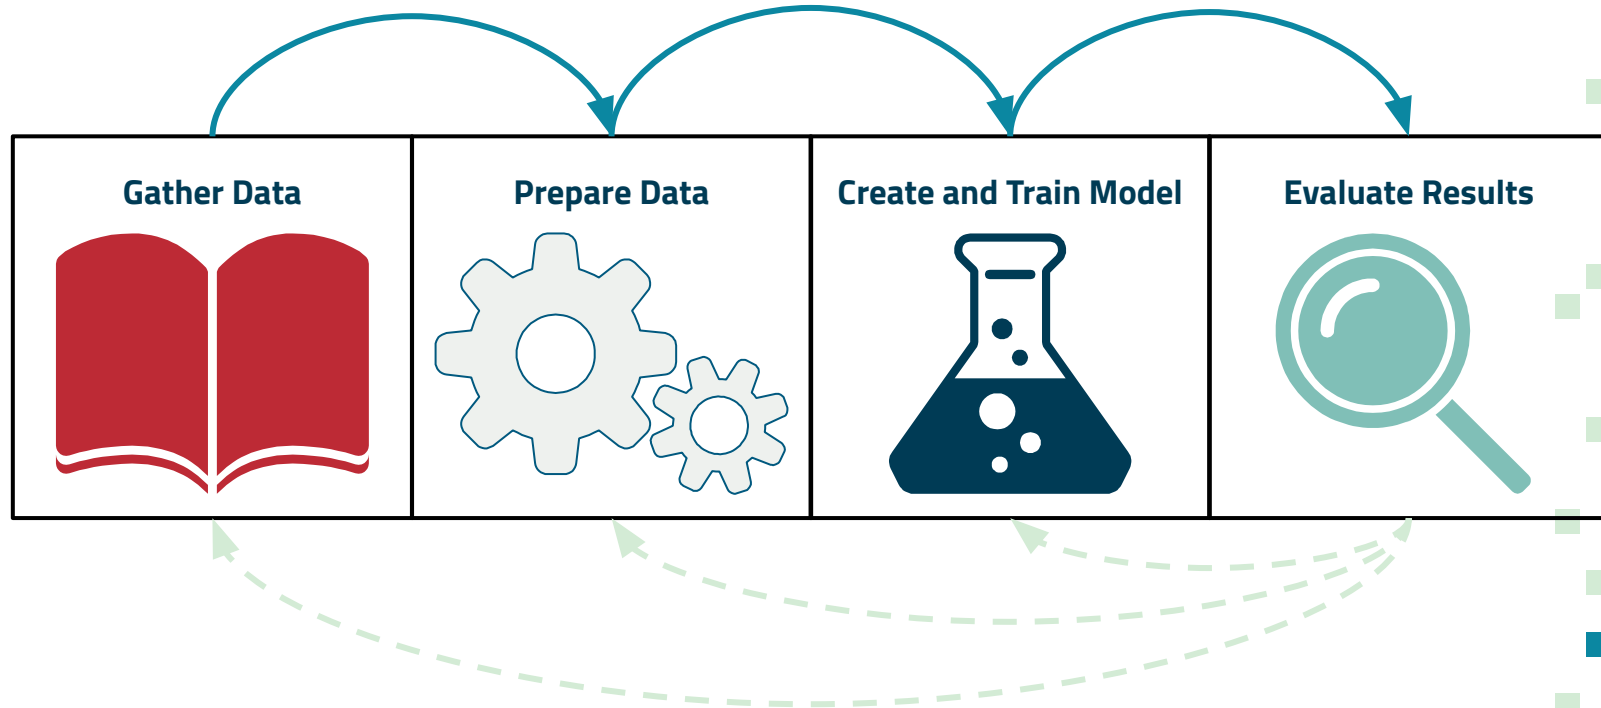 Gather Data
Prepare Data
Create and Train Model
Evaluate Results